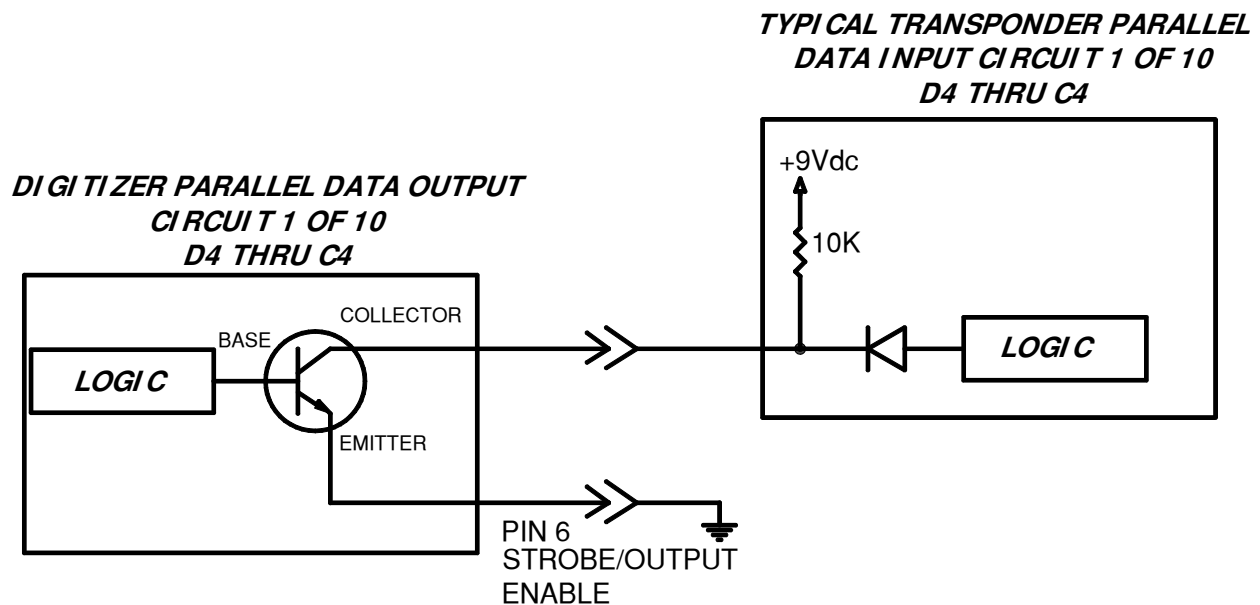 TYPICAL TRANSPONDER PARALLEL
DATA INPUT CIRCUIT 1 OF 10
D4 THRU C4
+9Vdc
10K
LOGIC
DIGITIZER PARALLEL DATA OUTPUT
CIRCUIT 1 OF 10
D4 THRU C4
COLLECTOR
BASE
LOGIC
EMITTER
PIN 6
STROBE/OUTPUT
ENABLE